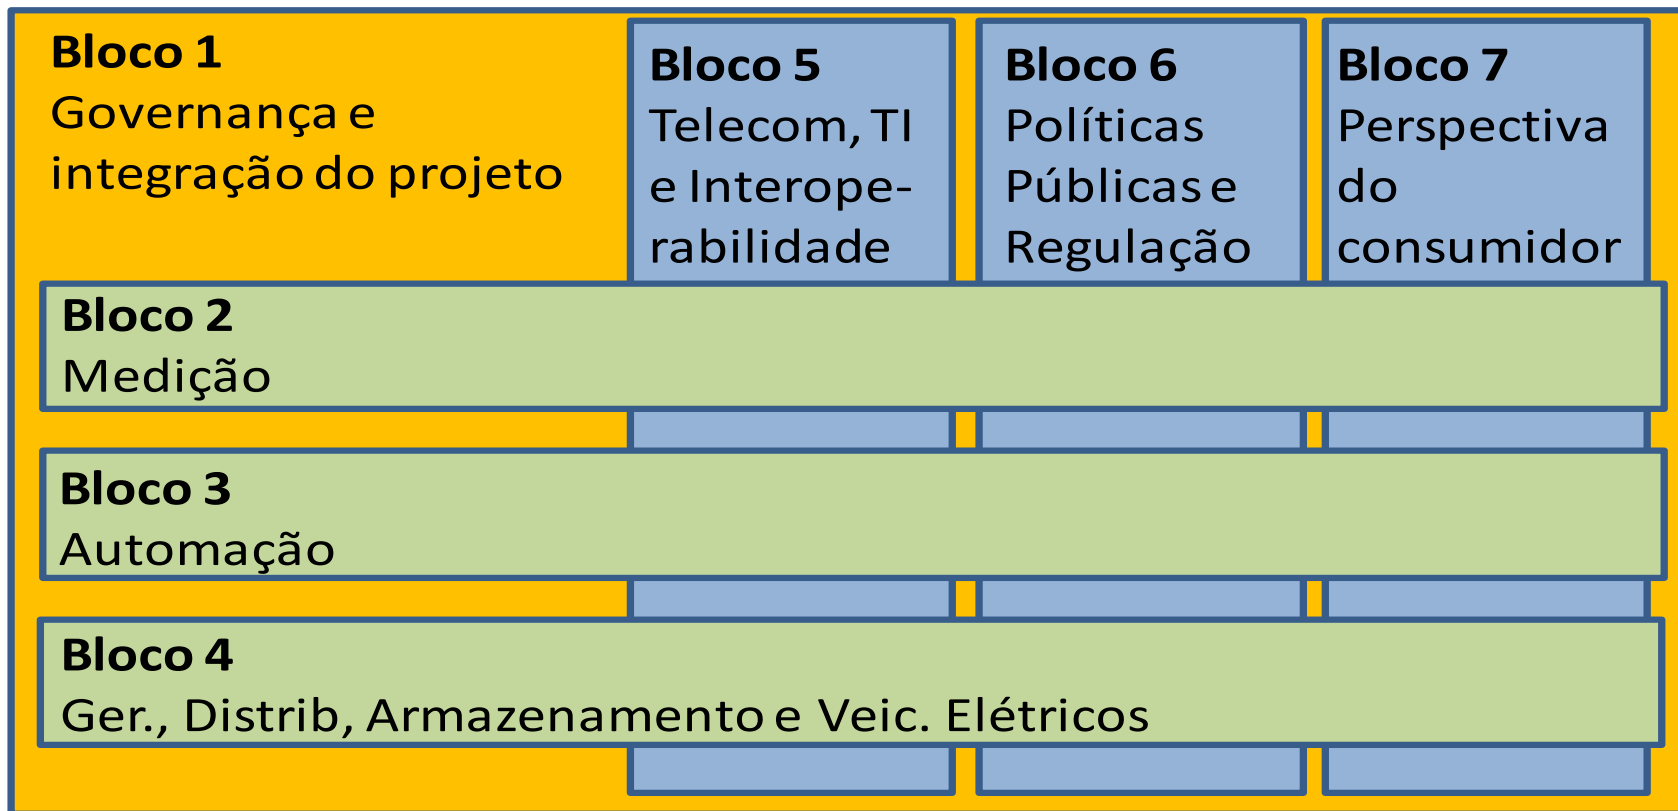 Bloco 1
Governança e
integração do projeto
Bloco 5
Telecom, TI
e Interope-
rabilidade
Bloco 6
Políticas
Públicas e
Regulação
Bloco 7
Perspectiva
do
consumidor
Bloco 2
Medição
Bloco 3
Automação
Bloco 4
Ger., Distrib, Armazenamento e Veic. Elétricos